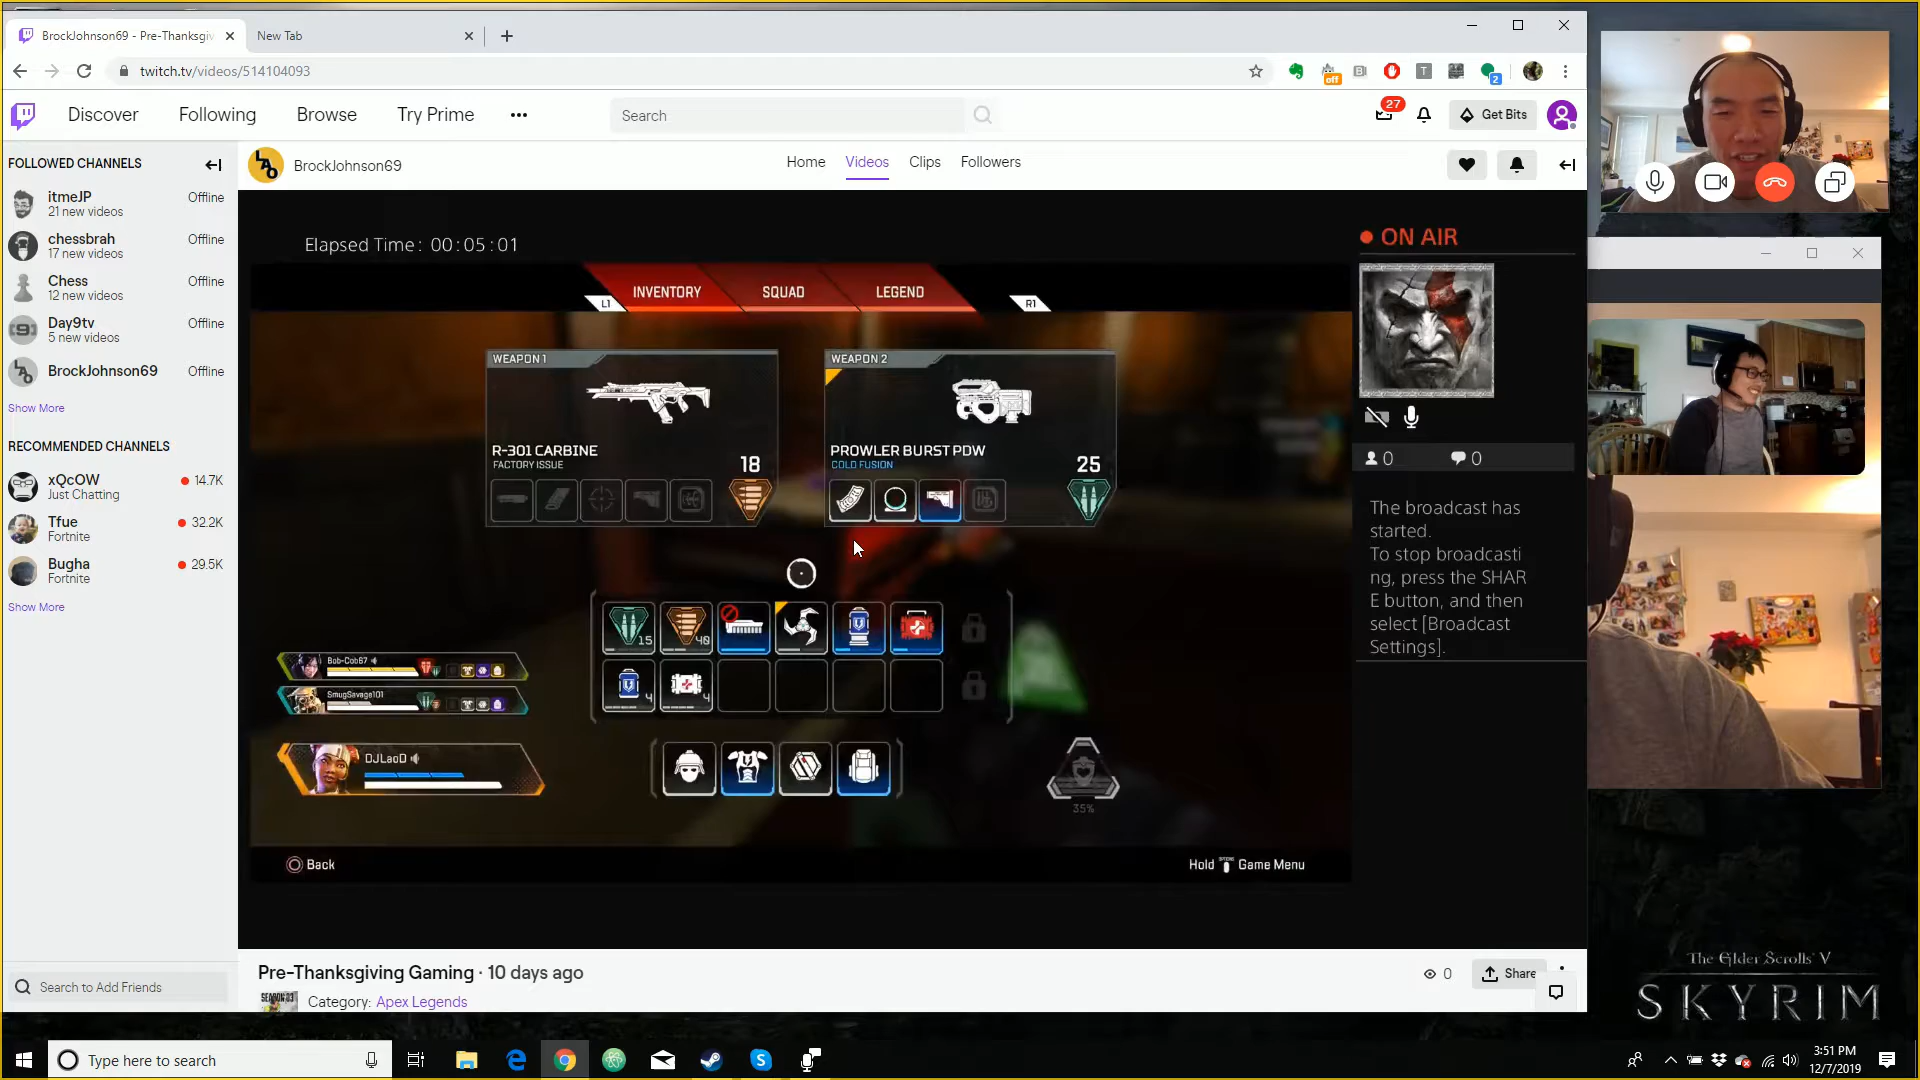 BrockJohnson69 - Pre-Thanksgiv
New Tab
twitch.tv/videos/514104093
off
T
2
Discover
Following
Browse
Try Prime
Search
27
Get Bits
FOLLOWED CHANNELS
itmeJP
Offline
21 new videos
chessbrah
Offline
17 new videos
Chess
Offline
12 new videos
Day9tv
Offline
5 new videos
BrockJohnson69
Offline
Show More
RECOMMENDED CHANNELS
xQcOW
14.7K
Just Chatting
Tfue
32.2K
Fortnite
Bugha
29.5K
Fortnite
Show More
Search to Add Friends
BrockJohnson69
Home
Videos
Clips
Followers
Elapsed Time: 00:05:01
L1
INVENTORY
SQUAD
LEGEND
R1
WEAPON 1
R-301 CARBINE
FACTORY ISSUE
18
WEAPON 2
PROWLER BURST PDW
COLD FUSION
25
15
40
4
4
Bob-Cob67
SmugSavage101
DJLaoD
35%
Back
Hold
Game Menu
ON AIR
0
0
The broadcast has
started.
To stop broadcasti
ng, press the SHAR
E button, and then
select [Broadcast
Settings].
Pre-Thanksgiving Gaming · 10 days ago
0
Share
Category: Apex Legends
The Elder Scrolls V
SKYRIM
Type here to search
3:51 PM
12/7/2019